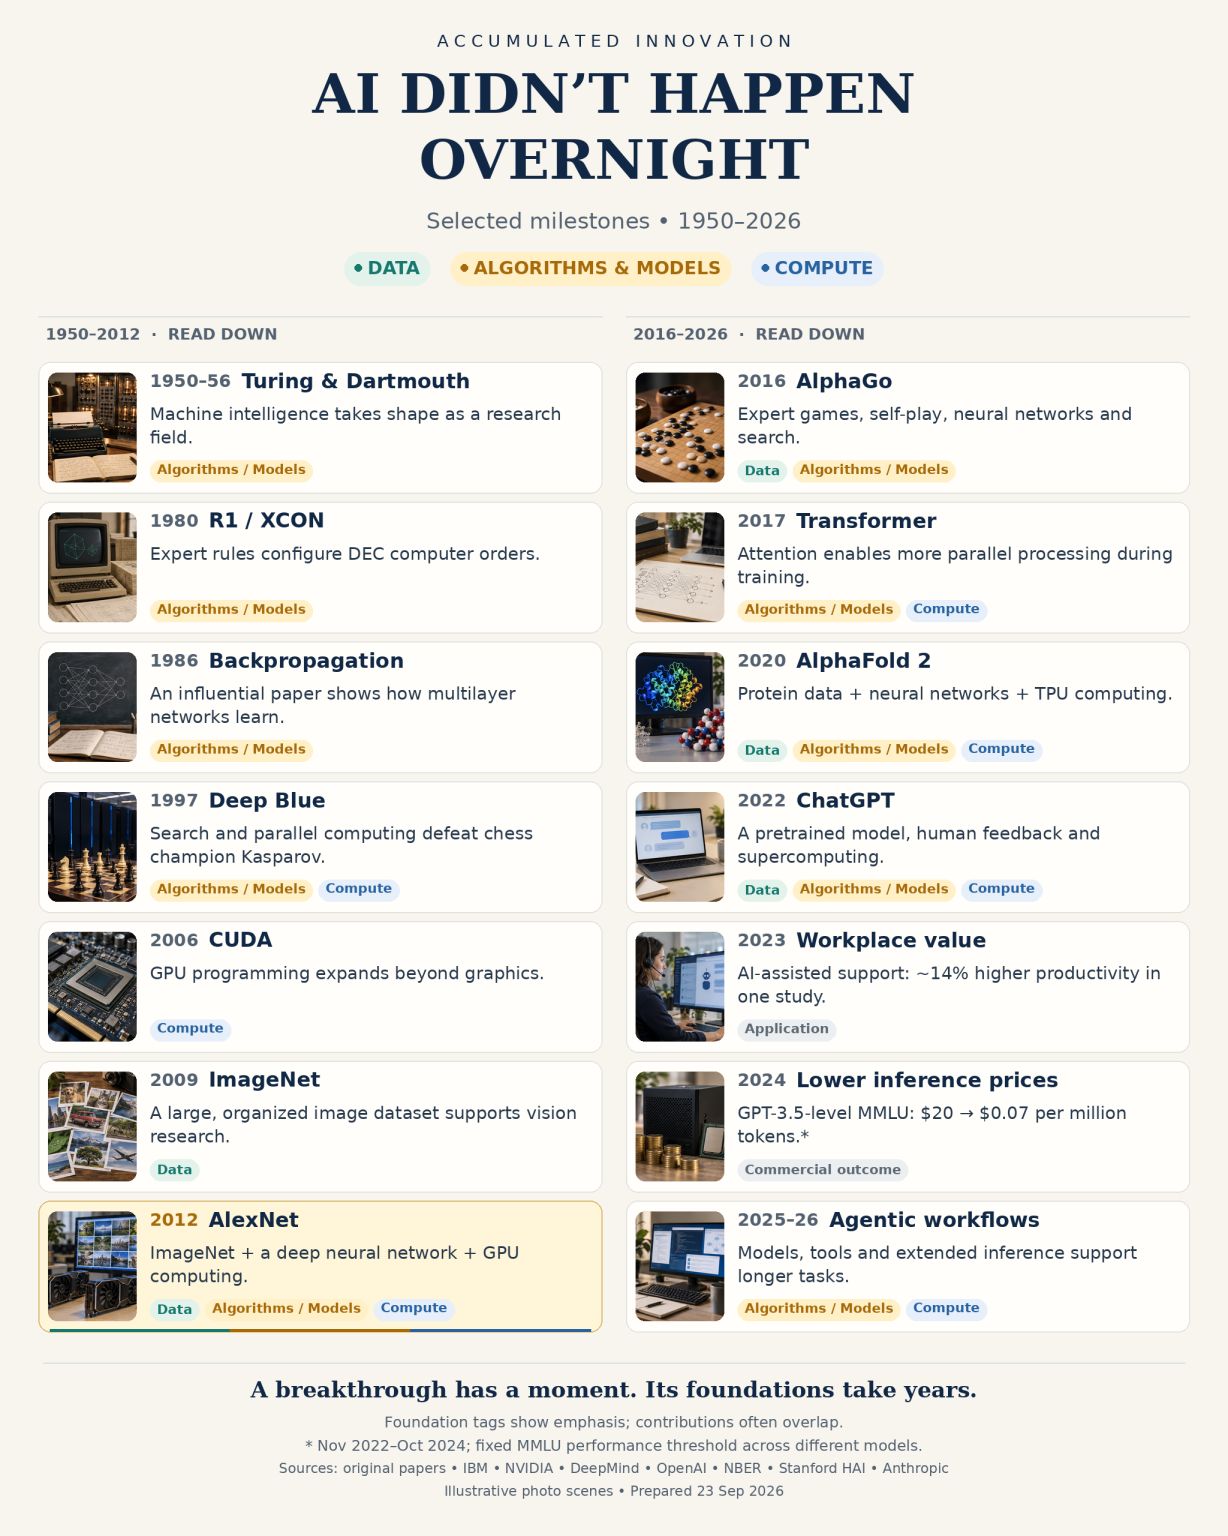 ACCUMULATED INNOVATION
AI DIDN’T HAPPEN
OVERNIGHT
Selected milestones • 1950–2026
• DATA
• ALGORITHMS & MODELS
• COMPUTE
1950–2012 · READ DOWN
1950–56 Turing & Dartmouth
Machine intelligence takes shape as a research
field.
Algorithms / Models
1980 R1 / XCON
Expert rules configure DEC computer orders.
Algorithms / Models
1986 Backpropagation
An influential paper shows how multilayer
networks learn.
Algorithms / Models
1997 Deep Blue
Search and parallel computing defeat chess
champion Kasparov.
Algorithms / Models Compute
2006 CUDA
GPU programming expands beyond graphics.
Compute
2009 ImageNet
A large, organized image dataset supports vision
research.
Data
2012 AlexNet
ImageNet + a deep neural network + GPU
computing.
Data Algorithms / Models Compute
2016–2026 · READ DOWN
2016 AlphaGo
Expert games, self-play, neural networks and
search.
Data Algorithms / Models
2017 Transformer
Attention enables more parallel processing during
training.
Algorithms / Models Compute
2020 AlphaFold 2
Protein data + neural networks + TPU computing.
Data Algorithms / Models Compute
2022 ChatGPT
A pretrained model, human feedback and
supercomputing.
Data Algorithms / Models Compute
2023 Workplace value
AI-assisted support: ~14% higher productivity in
one study.
Application
2024 Lower inference prices
GPT-3.5-level MMLU: $20 → $0.07 per million
tokens.*
Commercial outcome
2025–26 Agentic workflows
Models, tools and extended inference support
longer tasks.
Algorithms / Models Compute
A breakthrough has a moment. Its foundations take years.
Foundation tags show emphasis; contributions often overlap.
* Nov 2022–Oct 2024; fixed MMLU performance threshold across different models.
Sources: original papers • IBM • NVIDIA • DeepMind • OpenAI • NBER • Stanford HAI • Anthropic
Illustrative photo scenes • Prepared 23 Sep 2026